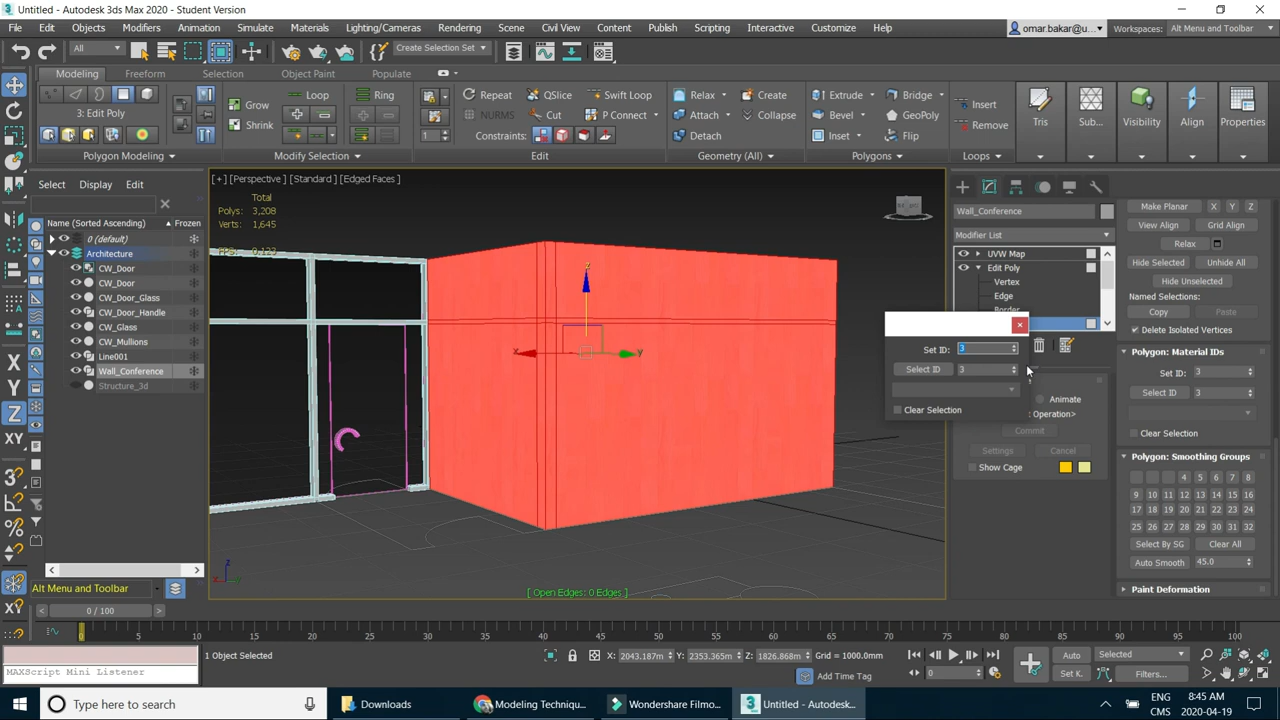 Untitled - Autodesk 3ds Max 2020 - Student Version
File Edit Objects Modifiers Animation Simulate Materials Lighting/Cameras Rendering Scene Civil View Content Publish Scripting Interactive Customize Help omar.bakar@u... Workspaces: Alt Menu and Toolbar
All Create Selection Set
Modeling Freeform Selection Object Paint Populate
3: Edit Poly
Grow Shrink
Loop Ring
Repeat QSlice Swift Loop
NURMS Cut P Connect
Constraints:
Relax Create
Attach Collapse
Detach
Extrude Bridge
Bevel GeoPoly
Inset Flip
Insert
Remove
Tris Sub... Visibility Align Properties
Polygon Modeling Modify Selection Edit Geometry (All) Polygons Loops
Select Display Edit
Name (Sorted Ascending) Frozen
0 (default)
Architecture
CW_Door
CW_Door
CW_Door_Glass
CW_Door_Handle
CW_Glass
CW_Mullions
Line001
Wall_Conference
Structure_3d
[+] [Perspective] [Standard] [Edged Faces]
Total
Polys: 3,208
Verts: 1,645
z
x
y
[ Open Edges: 0 Edges ]
Wall_Conference
Modifier List
UVW Map
Edit Poly
Vertex
Edge
Border
Set ID: 3
Select ID 3
Clear Selection
Animate
Operation>
Commit
Settings Cancel
Show Cage
Make Planar X Y Z
View Align Grid Align
Relax
Hide Selected Unhide All
Hide Unselected
Named Selections:
Copy Paste
Delete Isolated Vertices
Polygon: Material IDs
Set ID: 3
Select ID 3
Clear Selection
Polygon: Smoothing Groups
4 5 6 7 8
9 10 11 12 13 14 15 16
17 18 19 20 21 22 23 24
25 26 27 28 29 30 31 32
Select By SG Clear All
Auto Smooth 45.0
Paint Deformation
X
Y
Z
XY
Alt Menu and Toolbar
0 / 100
0 5 10 15 20 25 30 35 40 45 50 55 60 65 70 75 80 85 90 95 100
1 Object Selected
X: 2043.187m Y: 2353.365m Z: 1826.868m Grid = 1000.0mm
Auto Selected
MAXScript Mini Listener
Add Time Tag
0
Set K. Filters...
Type here to search
Downloads
Modeling Techniqu...
Wondershare Filmo...
Untitled - Autodes...
ENG 8:45 AM
CMS 2020-04-19